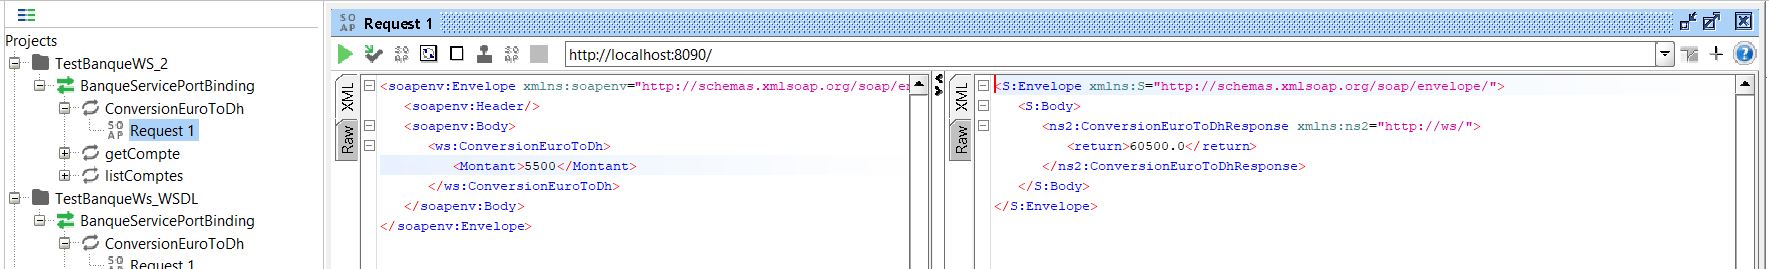 Projects
TestBanqueWS_2
BanqueServicePortBinding
ConversionEuroToDh
SOAP Request 1
getCompte
listComptes
TestBanqueWs_WSDL
BanqueServicePortBinding
ConversionEuroToDh
Request 1
SOAP Request 1
http://localhost:8090/
XML
Raw
<soapenv:Envelope xmlns:soapenv="http://schemas.xmlsoap.org/soap/en
<soapenv:Header/>
<soapenv:Body>
<ws:ConversionEuroToDh>
<Montant>5500</Montant>
</ws:ConversionEuroToDh>
</soapenv:Body>
</soapenv:Envelope>
XML
Raw
<S:Envelope xmlns:S="http://schemas.xmlsoap.org/soap/envelope/">
<S:Body>
<ns2:ConversionEuroToDhResponse xmlns:ns2="http://ws/">
<return>60500.0</return>
</ns2:ConversionEuroToDhResponse>
</S:Body>
</S:Envelope>